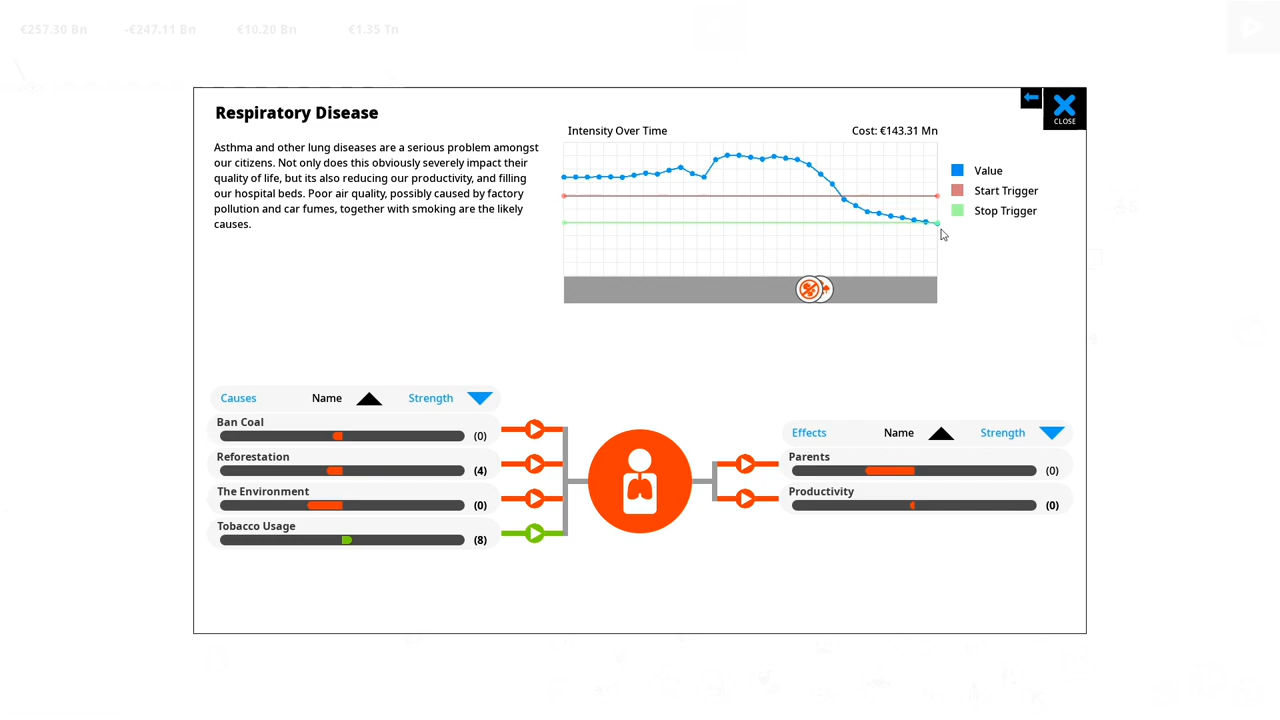 €257.30 Bn -€247.11 Bn €10.20 Bn €1.35 Tn
Respiratory Disease
CLOSE
Intensity Over Time Cost: €143.31 Mn
Asthma and other lung diseases are a serious problem amongst
our citizens. Not only does this obviously severely impact their
quality of life, but its also reducing our productivity, and filling
our hospital beds. Poor air quality, possibly caused by factory
pollution and car fumes, together with smoking are the likely
causes.
Value
Start Trigger
Stop Trigger
Causes Name Strength
Ban Coal
(0)
Reforestation
(4)
The Environment
(0)
Tobacco Usage
(8)
Effects Name Strength
Parents
(0)
Productivity
(0)